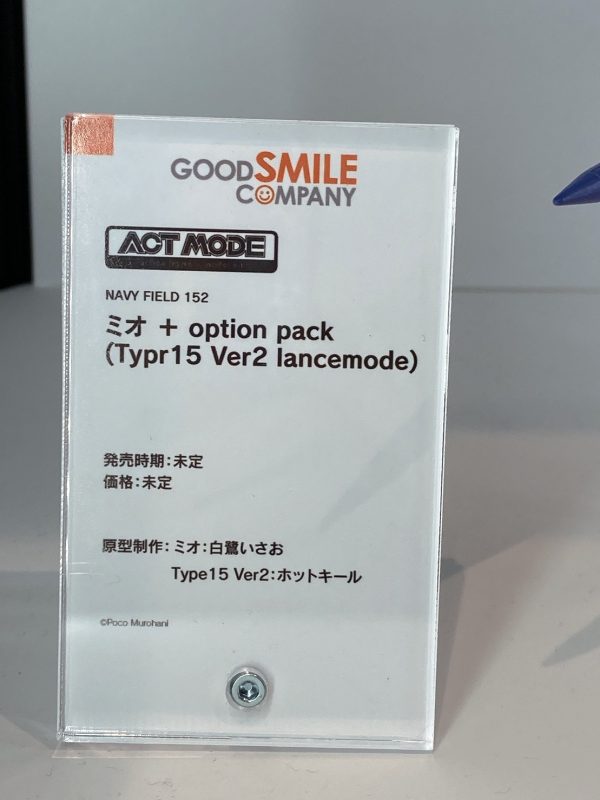 GOODSMILE
COMPANY
ACT MODE
NAVY FIELD 152
ミオ + option pack
(Typr15 Ver2 lancemode)
発売時期:未定
価格:未定
原型制作:ミオ:白鷺いさお
Type15 Ver2:ホットキール
©Poco Murohani